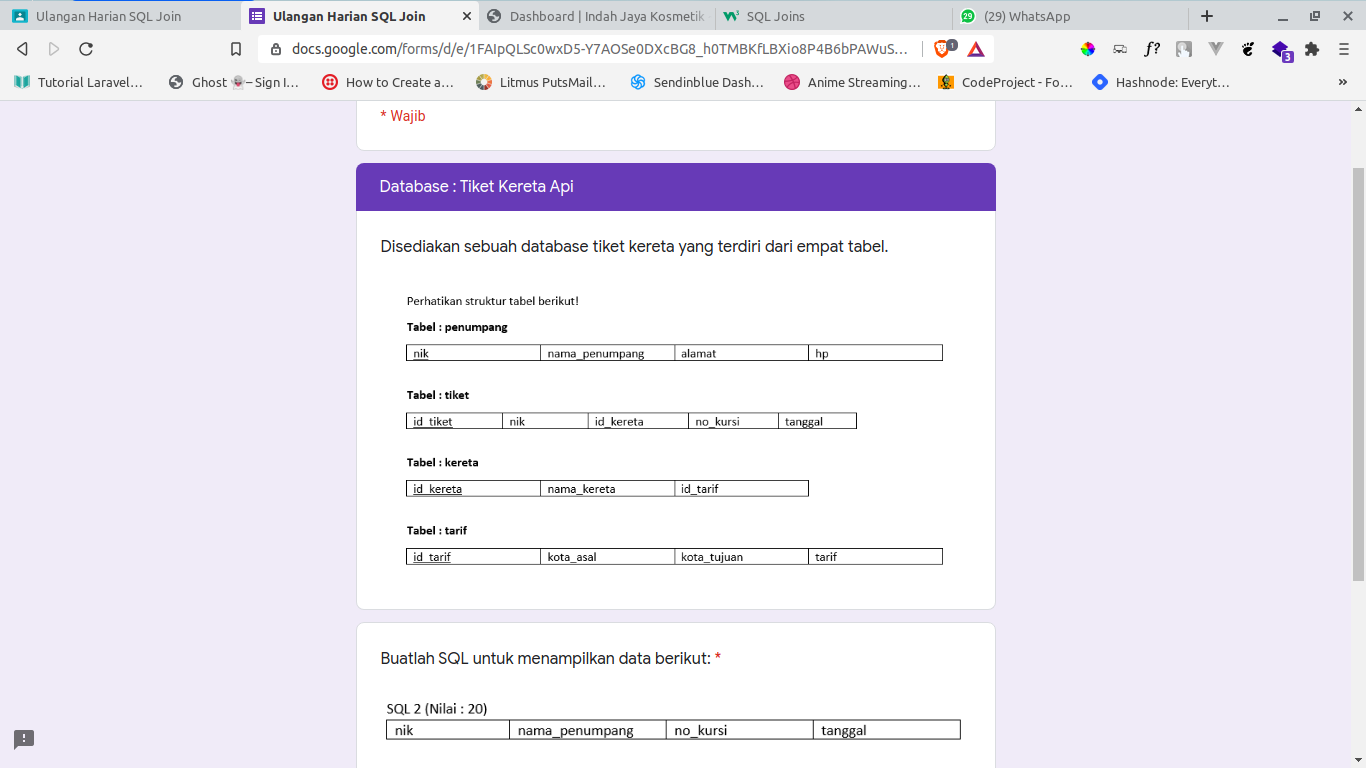 Ulangan Harian SQL Join
Ulangan Harian SQL Join
Dashboard | Indah Jaya Kosmetik
SQL Joins
(29) WhatsApp
docs.google.com/forms/d/e/1FAIpQLSc0wxD5-Y7AOSe0DXcBG8_h0TMBKfLBXio8P4B6bPAWuS...
1
f?
3
Tutorial Laravel...
Ghost 👻 – Sign I...
How to Create a...
Litmus PutsMail...
Sendinblue Dash...
Anime Streaming...
CodeProject - Fo...
Hashnode: Everyt...
»
* Wajib
Database : Tiket Kereta Api
Disediakan sebuah database tiket kereta yang terdiri dari empat tabel.
Perhatikan struktur tabel berikut!
Tabel : penumpang
nik nama_penumpang alamat hp
Tabel : tiket
id_tiket nik id_kereta no_kursi tanggal
Tabel : kereta
id_kereta nama_kereta id_tarif
Tabel : tarif
id_tarif kota_asal kota_tujuan tarif
Buatlah SQL untuk menampilkan data berikut: *
SQL 2 (Nilai : 20)
nik nama_penumpang no_kursi tanggal